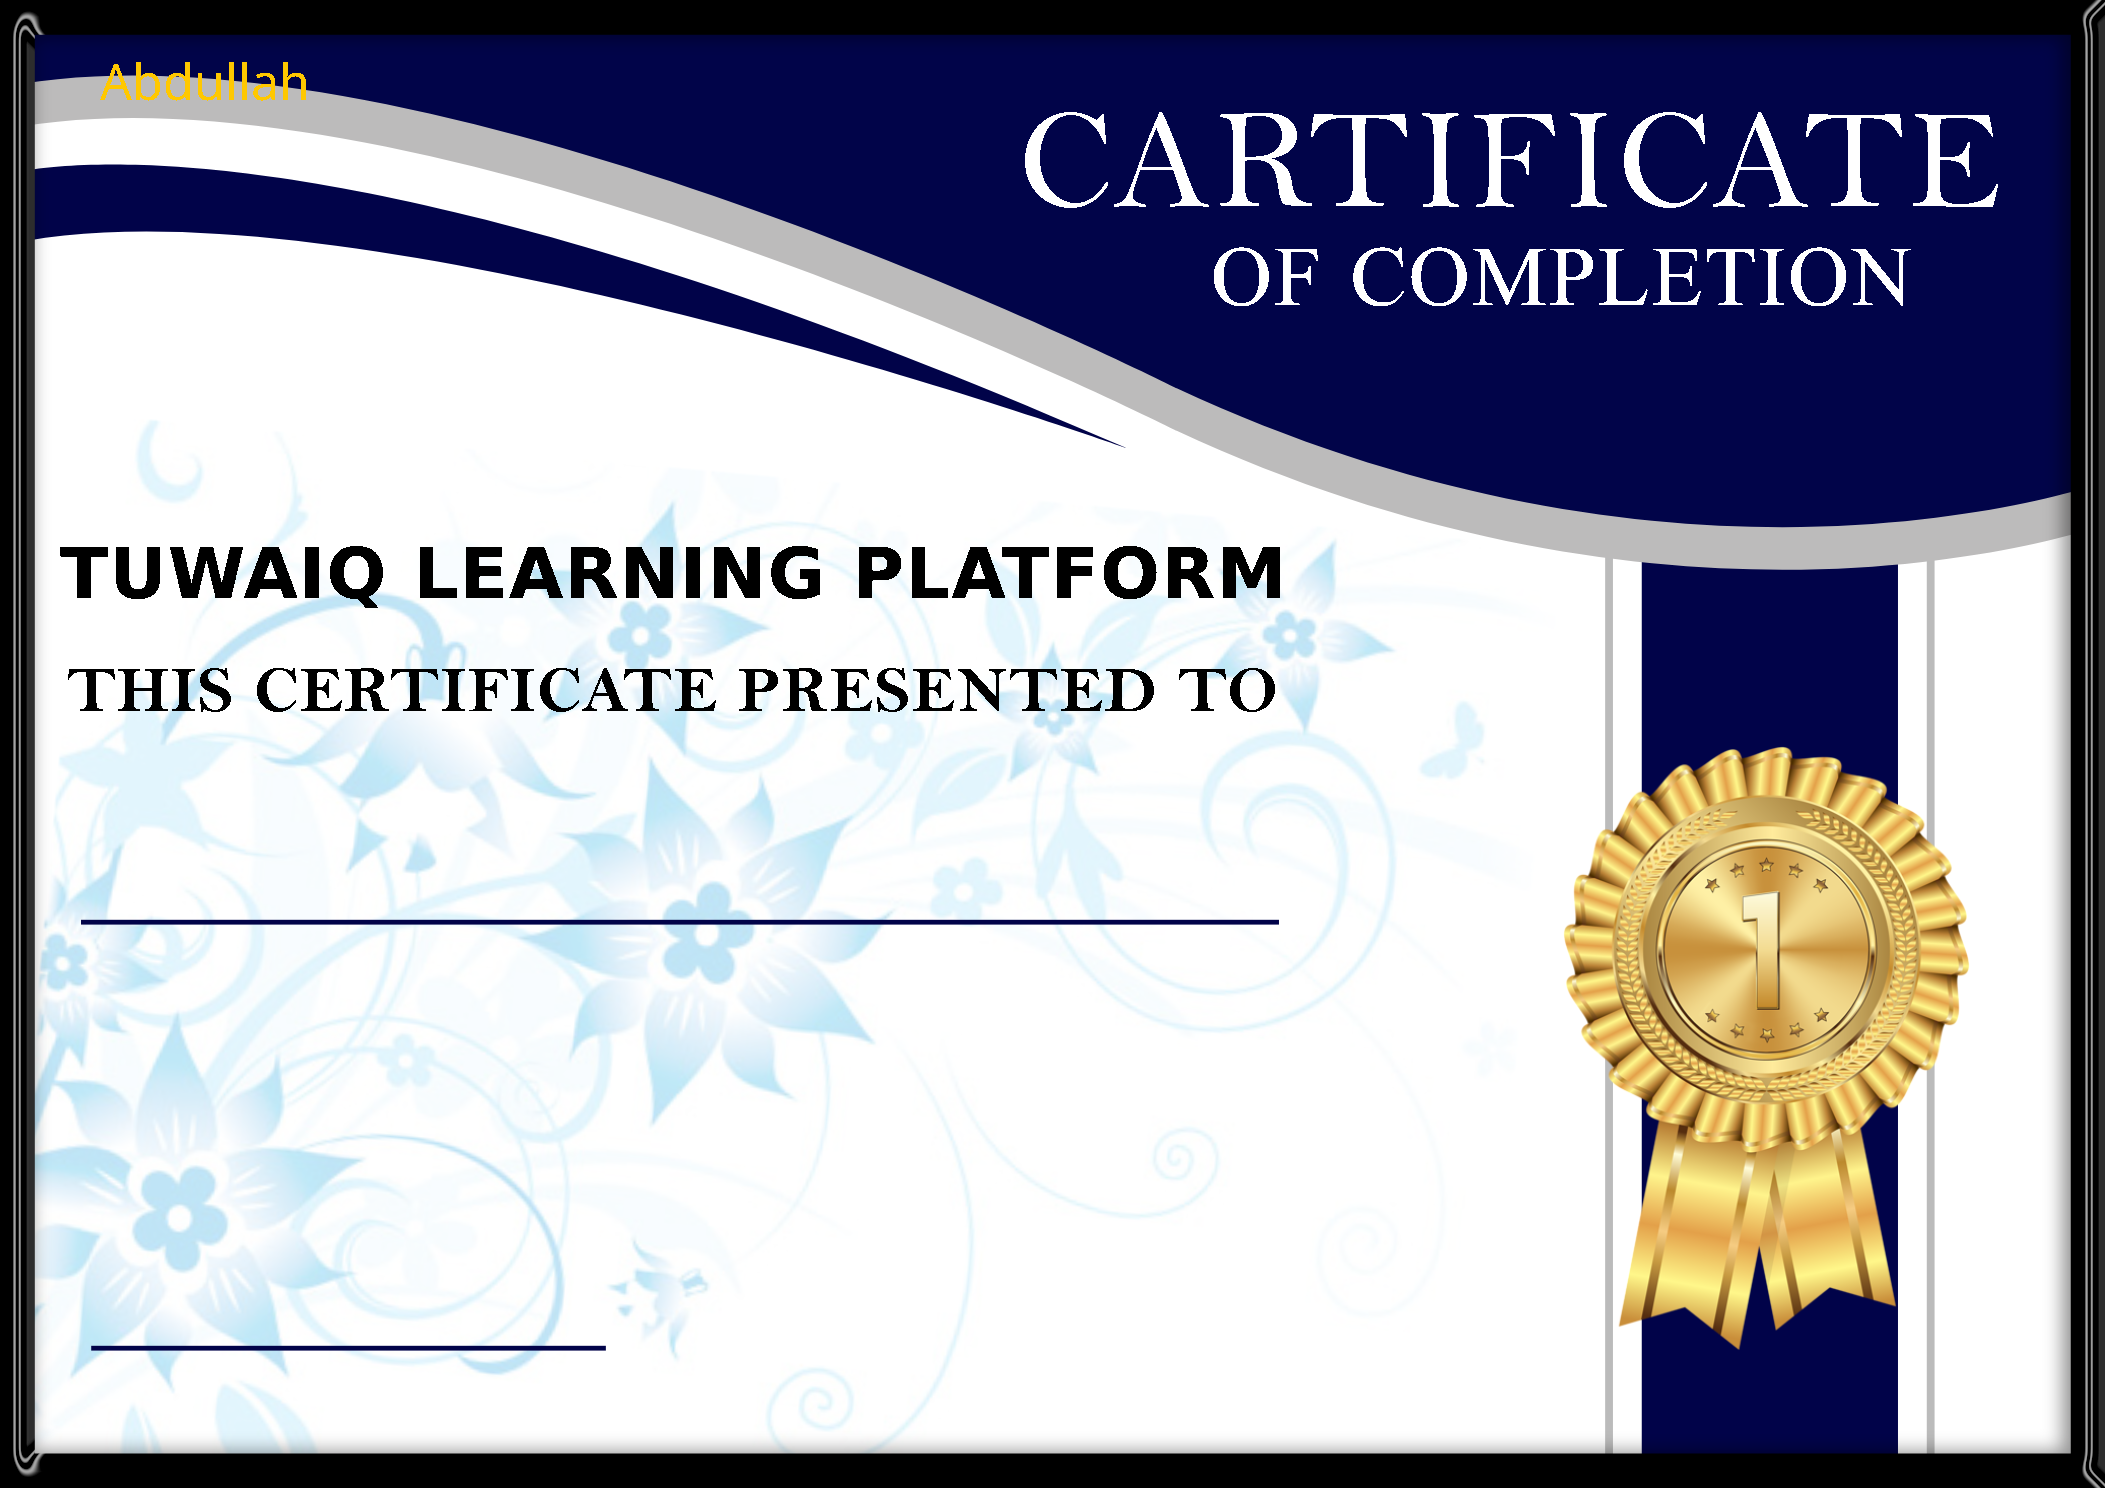 Abdullah
CARTIFICATE
OF COMPLETION
TUWAIQ LEARNING PLATFORM
THIS CERTIFICATE PRESENTED TO
1